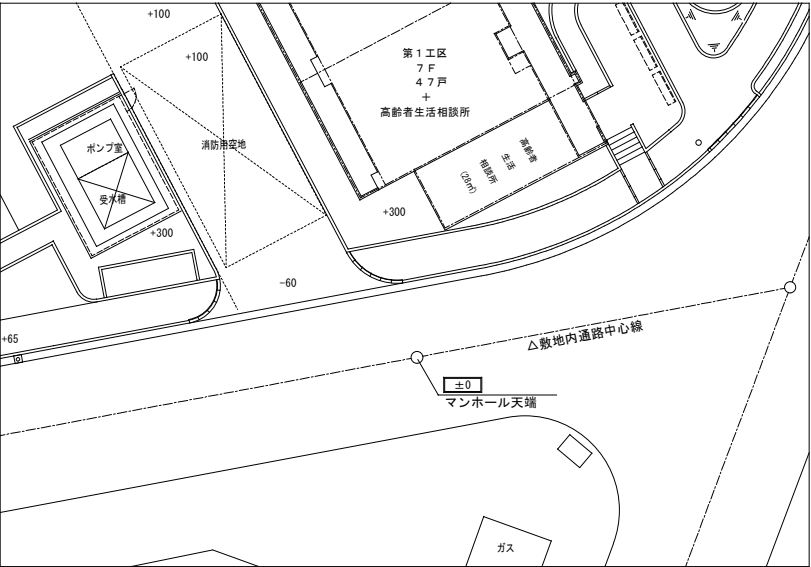 +100
+100
第1工区
7F
47戸
+
高齢者生活相談所
消防用空地
ポンプ室
受水槽
高齢者
生活
相談所
(28㎡)
+300
+300
-60
+65
△敷地内通路中心線
±0
マンホール天端
ガス